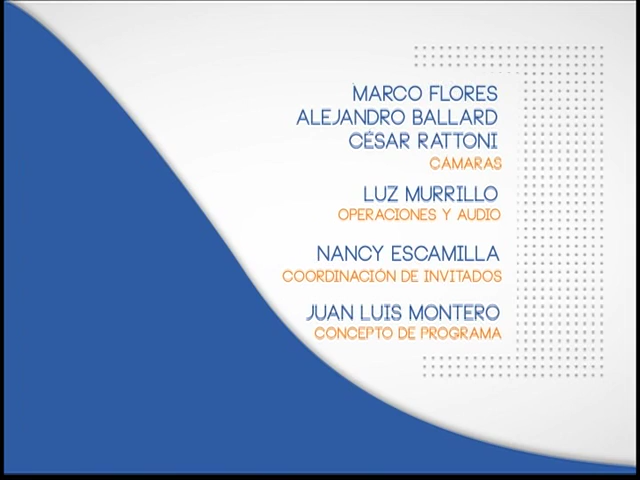 MARCO FLORES
ALEJANDRO BALLARD
CÉSAR RATTONI
CAMARAS
LUZ MURRILLO
OPERACIONES Y AUDIO
NANCY ESCAMILLA
COORDINACIÓN DE INVITADOS
JUAN LUIS MONTERO
CONCEPTO DE PROGRAMA